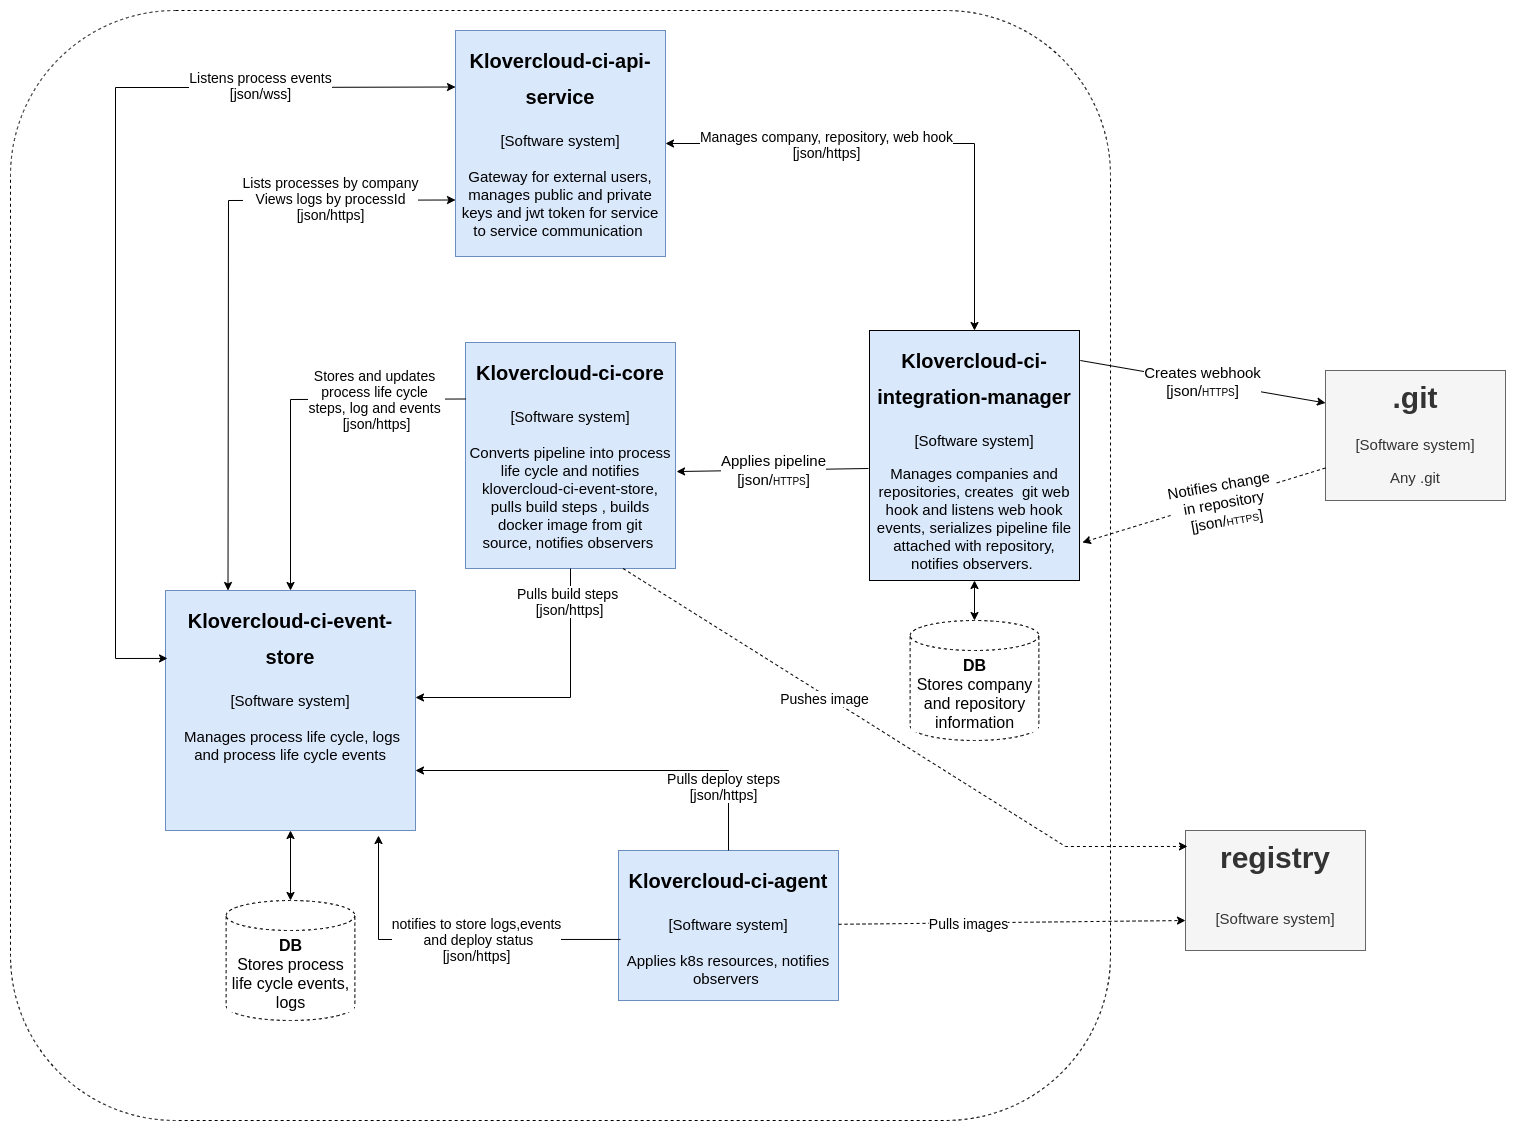 Klovercloud-ci-api-
service
[Software system]
Gateway for external users,
manages public and private
keys and jwt token for service
to service communication
Listens process events
[json/wss]
Lists processes by company
Views logs by processId
[json/https]
Manages company, repository, web hook
[json/https]
Klovercloud-ci-core
[Software system]
Converts pipeline into process
life cycle and notifies
klovercloud-ci-event-store,
pulls build steps , builds
docker image from git
source, notifies observers
Stores and updates
process life cycle
steps, log and events
[json/https]
Applies pipeline
[json/HTTPS]
Klovercloud-ci-
integration-manager
[Software system]
Manages companies and
repositories, creates  git web
hook and listens web hook
events, serializes pipeline file
attached with repository,
notifies observers.
Creates webhook
[json/HTTPS]
.git
[Software system]
Any .git
Notifies change
in repository
[json/HTTPS]
Klovercloud-ci-event-
store
[Software system]
Manages process life cycle, logs
and process life cycle events
Pulls build steps
[json/https]
Pushes image
DB
Stores company
and repository
information
Pulls deploy steps
[json/https]
Klovercloud-ci-agent
[Software system]
Applies k8s resources, notifies
observers
notifies to store logs,events
and deploy status
[json/https]
Pulls images
registry
[Software system]
DB
Stores process
life cycle events,
logs